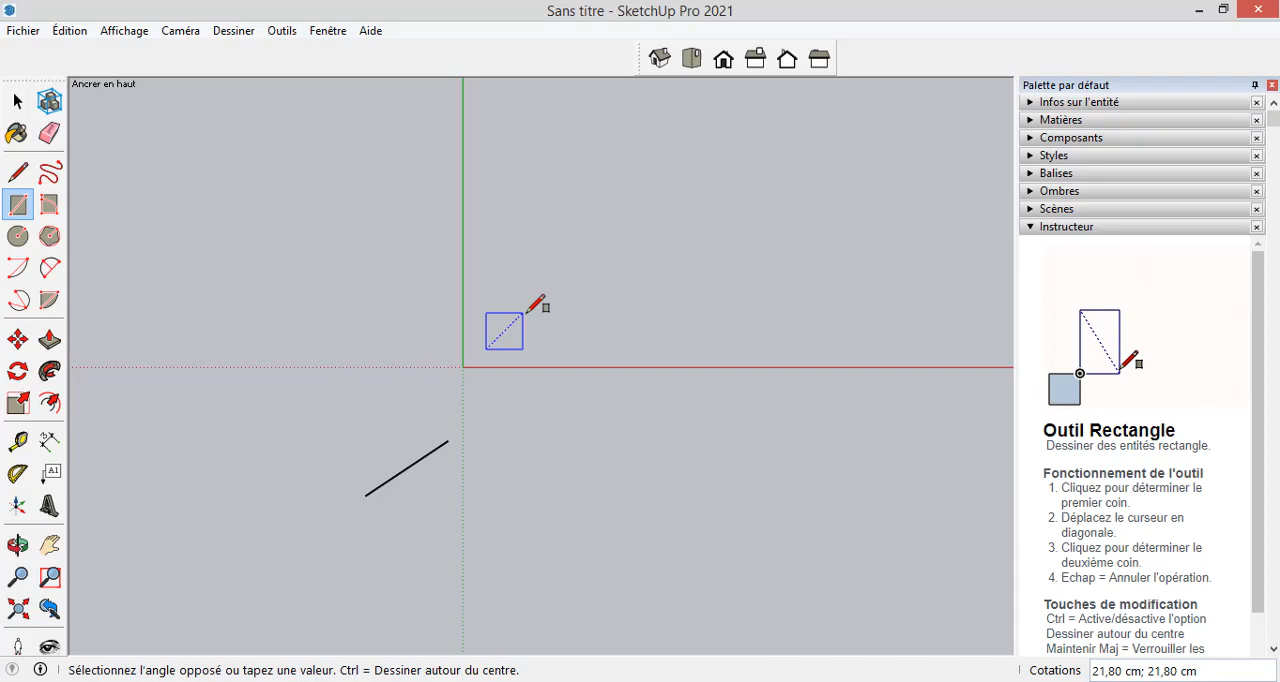 Sans titre - SketchUp Pro 2021
Fichier Édition Affichage Caméra Dessiner Outils Fenêtre Aide
Ancrer en haut
Palette par défaut
Infos sur l'entité
Matières
Composants
Styles
Balises
Ombres
Scènes
Instructeur
A1
Outil Rectangle
Dessiner des entités rectangle.
Fonctionnement de l'outil
1. Cliquez pour déterminer le
premier coin.
2. Déplacez le curseur en
diagonale.
3. Cliquez pour déterminer le
deuxième coin.
4. Echap = Annuler l'opération.
Touches de modification
Ctrl = Active/désactive l'option
Dessiner autour du centre
Maintenir Maj = Verrouiller les
Sélectionnez l'angle opposé ou tapez une valeur. Ctrl = Dessiner autour du centre.
Cotations 21,80 cm; 21,80 cm